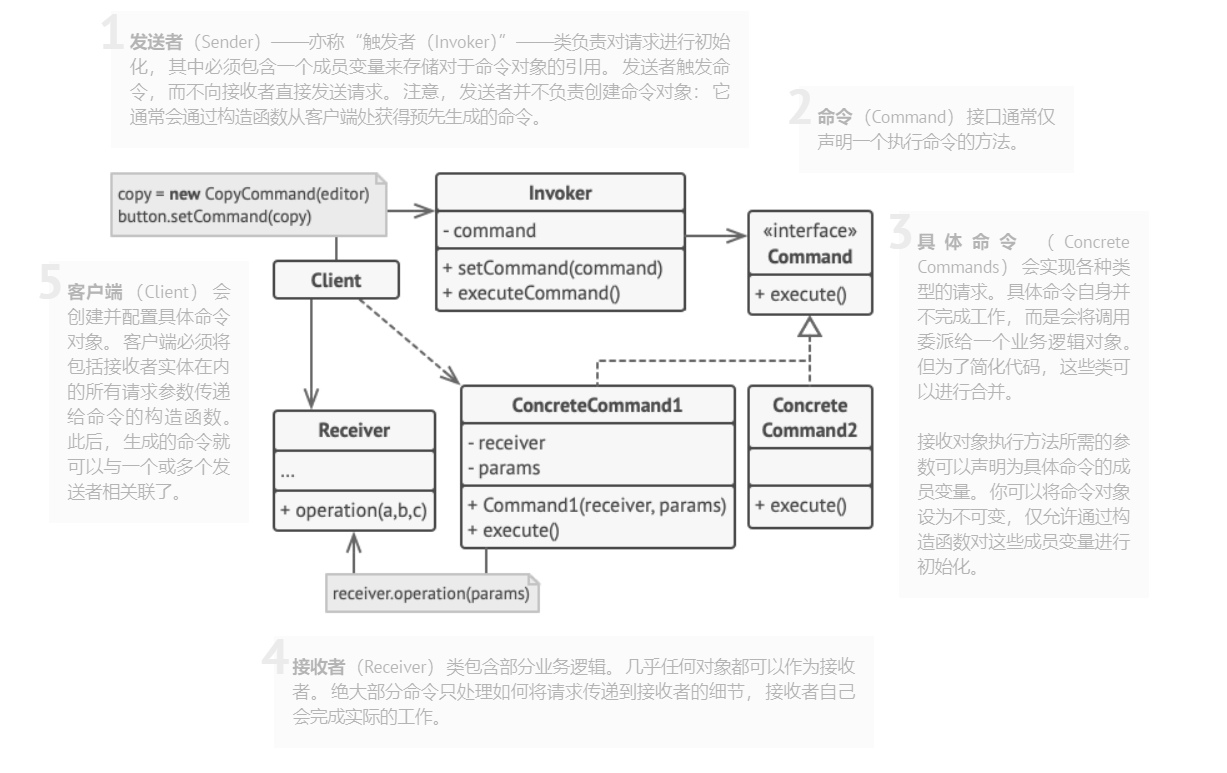 1
发送者（Sender）——亦称“触发者（Invoker）”——类负责对请求进行初始
化，其中必须包含一个成员变量来存储对于命令对象的引用。发送者触发命
令，而不向接收者直接发送请求。注意，发送者并不负责创建命令对象：它
通常会通过构造函数从客户端处获得预先生成的命令。
2
命令（Command）接口通常仅
声明一个执行命令的方法。
copy = new CopyCommand(editor)
button.setCommand(copy)
Invoker
- command
+ setCommand(command)
+ executeCommand()
«interface»
Command
+ execute()
3
具体命令（Concrete
Commands）会实现各种类
型的请求。具体命令自身并
不完成工作，而是会将调用
委派给一个业务逻辑对象。
但为了简化代码，这些类可
以进行合并。
接收对象执行方法所需的参
数可以声明为具体命令的成
员变量。你可以将命令对象
设为不可变，仅允许通过构
造函数对这些成员变量进行
初始化。
5
客户端（Client）会
创建并配置具体命令
对象。客户端必须将
包括接收者实体在内
的所有请求参数传递
给命令的构造函数。
此后，生成的命令就
可以与一个或多个发
送者相关联了。
Client
Receiver
...
+ operation(a,b,c)
ConcreteCommand1
- receiver
- params
+ Command1(receiver, params)
+ execute()
Concrete
Command2
+ execute()
receiver.operation(params)
4
接收者（Receiver）类包含部分业务逻辑。几乎任何对象都可以作为接收
者。绝大部分命令只处理如何将请求传递到接收者的细节，接收者自己
会完成实际的工作。